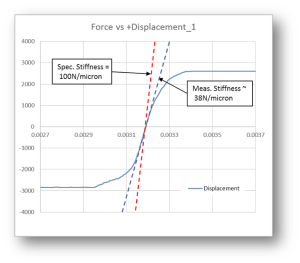 Force vs +Displacement_1
4000
3000
2000
1000
0
-1000
-2000
-3000
-4000
0.0027
0.0029
0.0031
0.0033
0.0035
0.0037
Spec. Stiffness =
100N/micron
Meas. Stiffness ~
38N/micron
Displacement